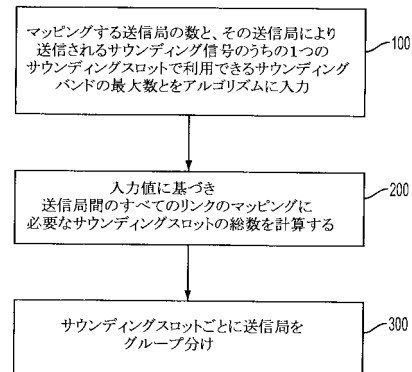 マッピングする送信局の数と、その送信局により
送信されるサウンディング信号のうちの1つの
サウンディングスロットで利用できるサウンディング
バンドの最大数とをアルゴリズムに入力
100
入力値に基づき
送信局間のすべてのリンクのマッピングに
必要なサウンディングスロットの総数を計算する
200
サウンディングスロットごとに送信局を
グループ分け
300